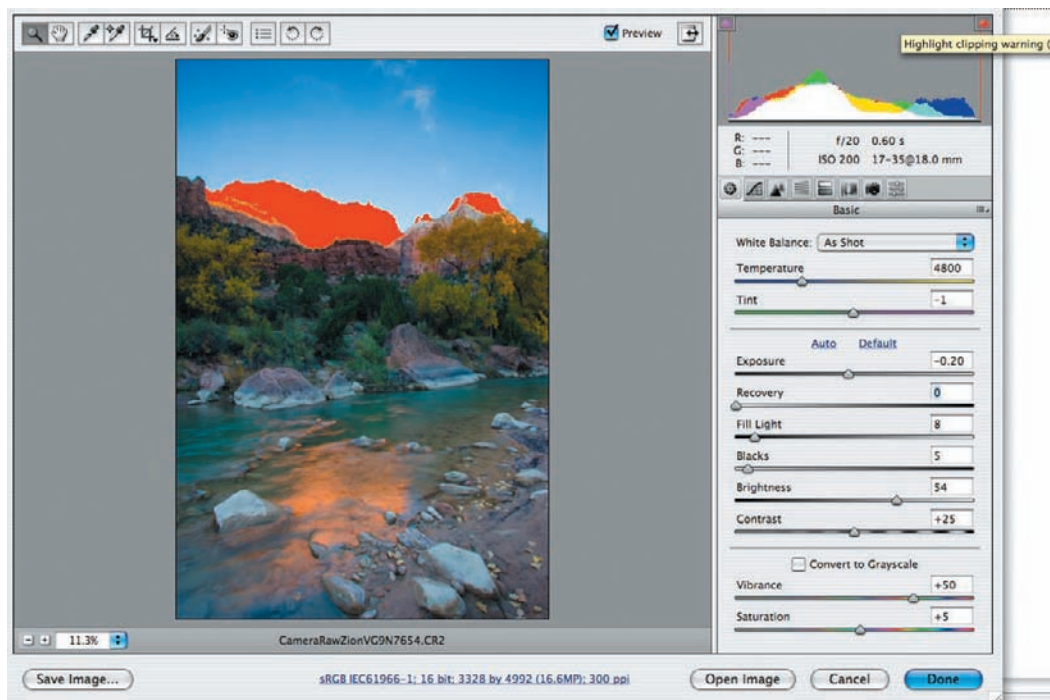 Preview
Highlight clipping warning (
R: ---
G: ---
B: ---
f/20 0.60 s
ISO 200 17-35@18.0 mm
Basic
White Balance: As Shot
Temperature 4800
Tint -1
Auto Default
Exposure -0.20
Recovery 0
Fill Light 8
Blacks 5
Brightness 54
Contrast +25
Convert to Grayscale
Vibrance +50
Saturation +5
11.3%
CameraRawZionVG9N7654.CR2
Save Image...
sRGB IEC61966-1; 16 bit; 3328 by 4992 (16.6MP); 300 ppi
Open Image
Cancel
Done